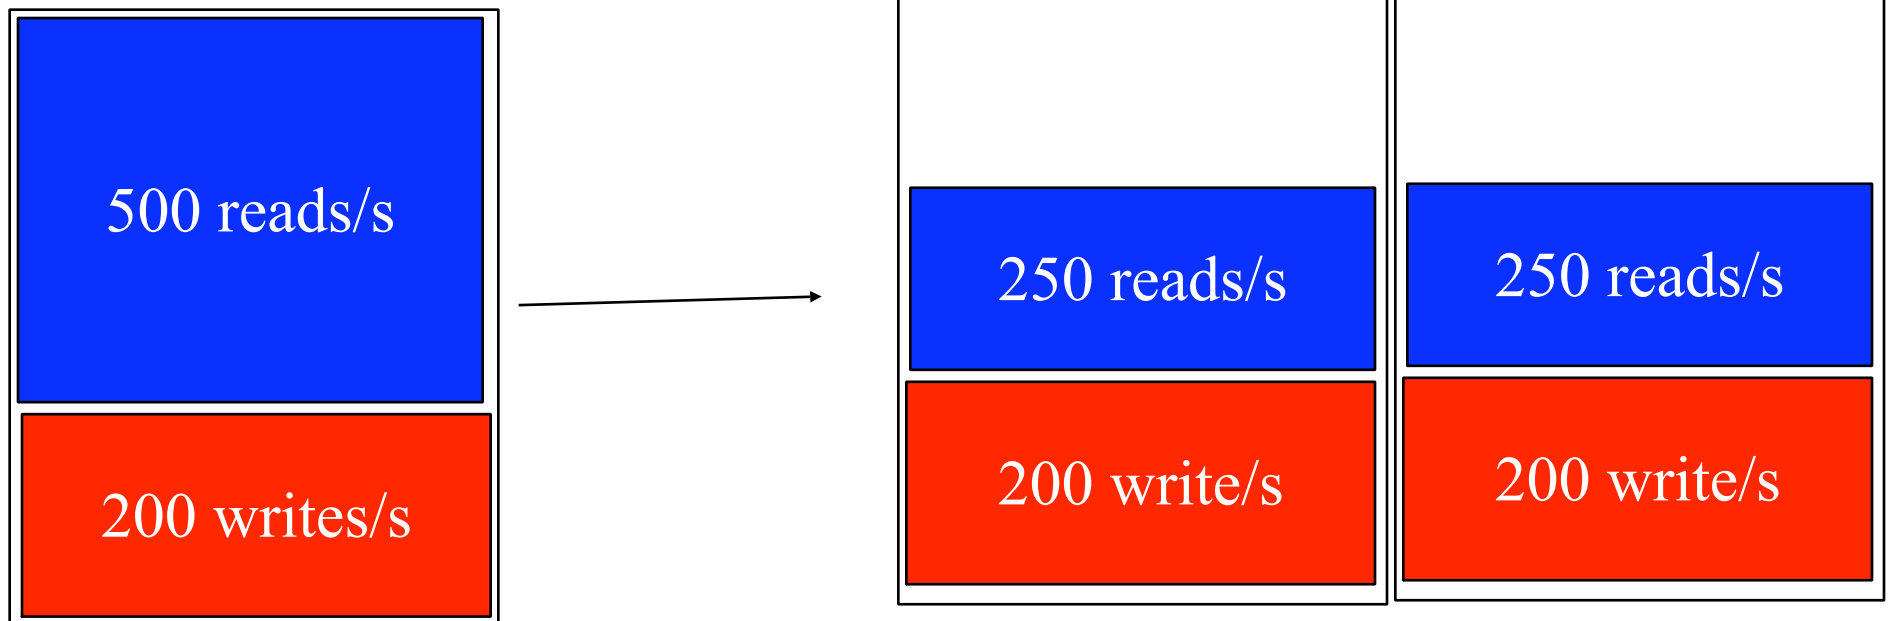 500 reads/s
200 writes/s
250 reads/s
200 write/s
250 reads/s
200 write/s